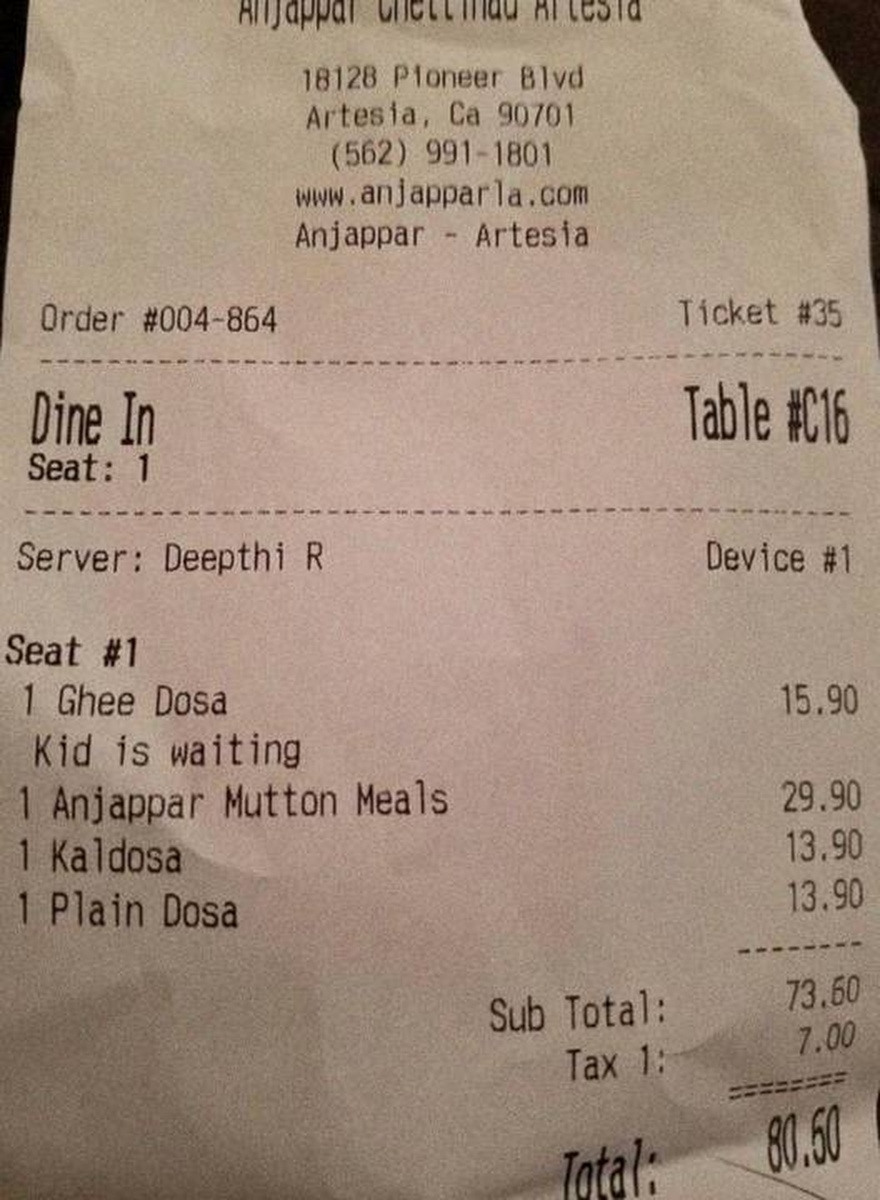 Anjappar Chettinad Artesia
18128 Pioneer Blvd
Artesia, Ca 90701
(562) 991-1801
www.anjapparla.com
Anjappar - Artesia
Order #004-864 Ticket #35
Dine In Table #C16
Seat: 1
Server: Deepthi R Device #1
Seat #1
1 Ghee Dosa 15.90
Kid is waiting
1 Anjappar Mutton Meals 29.90
1 Kaldosa 13.90
1 Plain Dosa 13.90
Sub Total: 73.60
Tax 1: 7.00
Total: 80.60